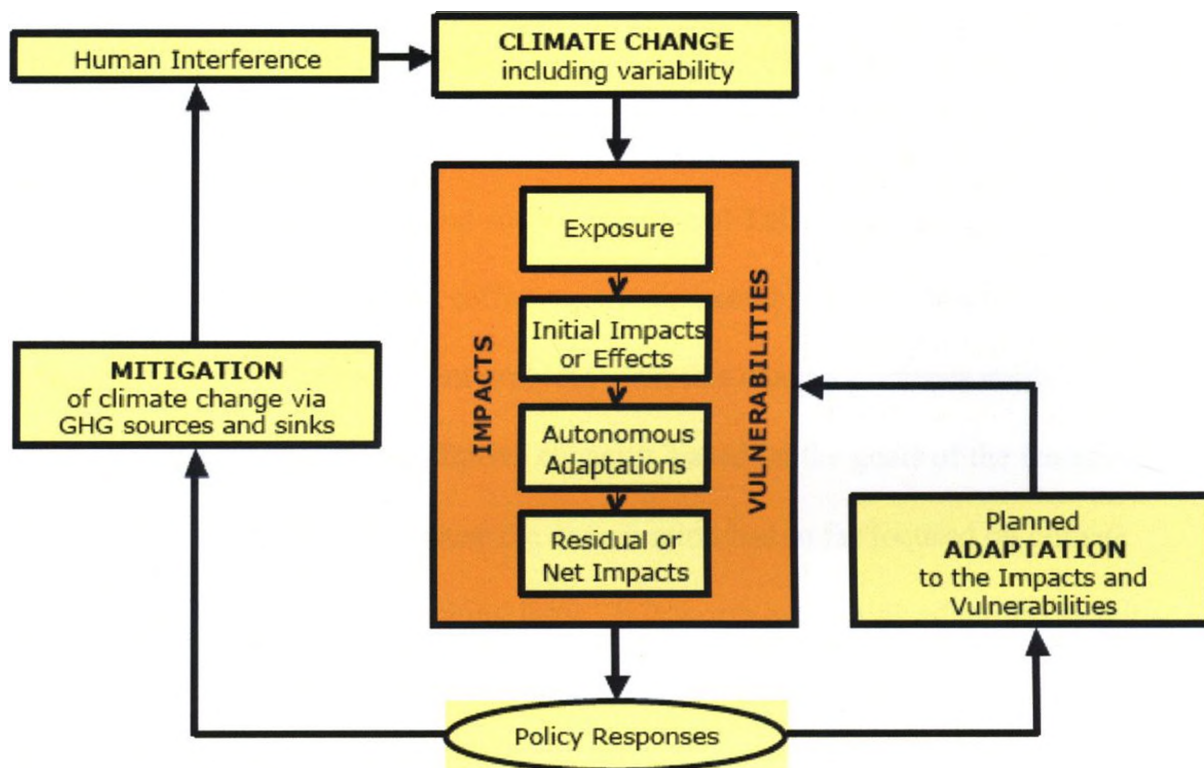 Human Interference
CLIMATE CHANGE
including variability
Exposure
Initial Impacts
or Effects
Autonomous
Adaptations
Residual or
Net Impacts
IMPACTS
VULNERABILITIES
MITIGATION
of climate change via
GHG sources and sinks
Planned
ADAPTATION
to the Impacts and
Vulnerabilities
Policy Responses